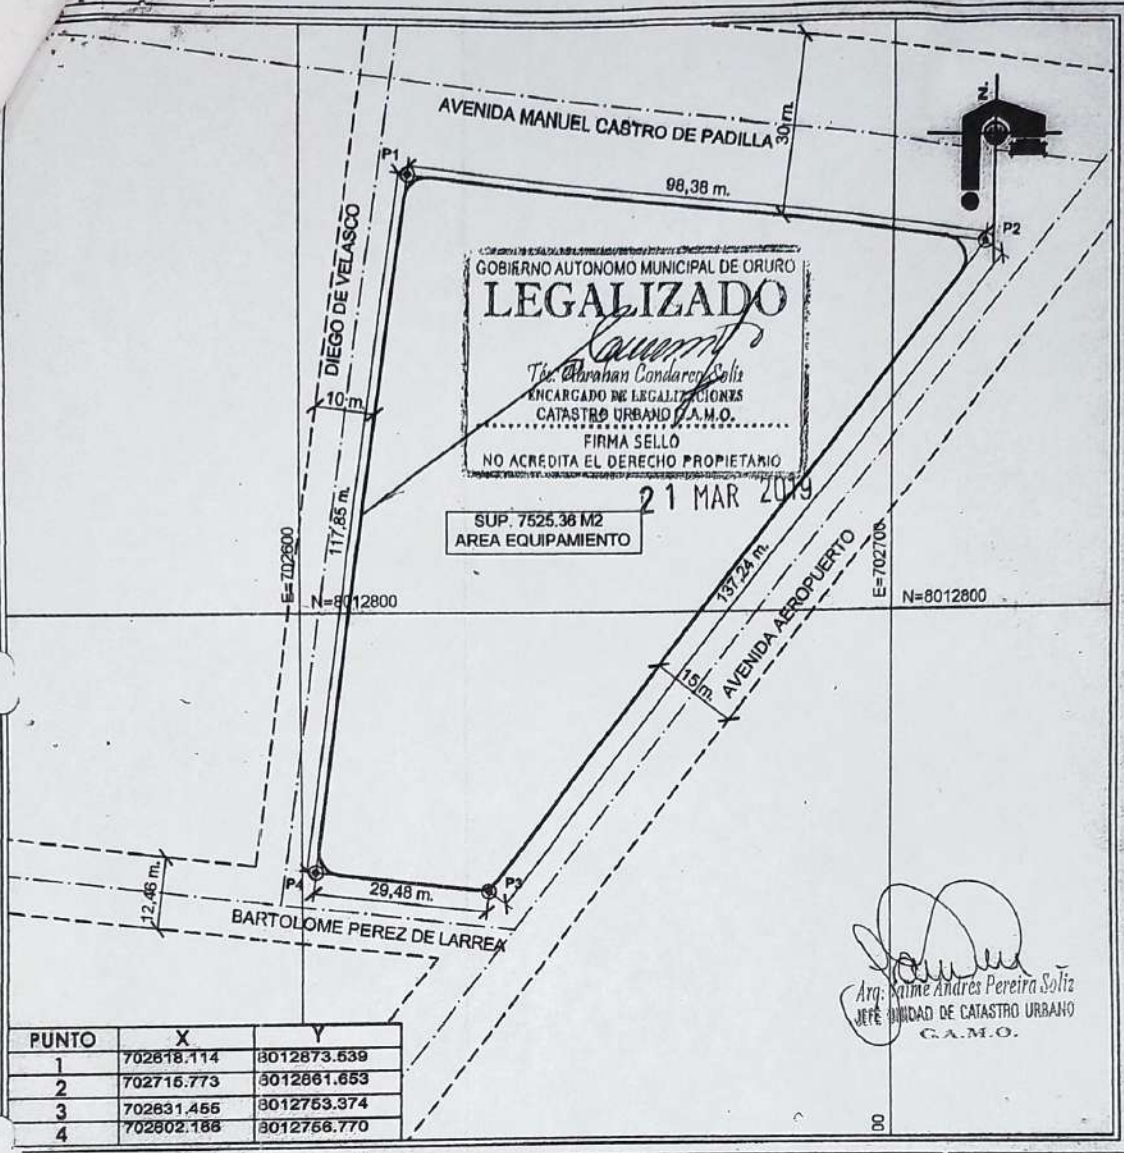 AVENIDA MANUEL CASTRO DE PADILLA
30 m.
N.
P1
98,38 m.
P2
DIEGO DE VELASCO
10 m.
117,85 m.
GOBIERNO AUTONOMO MUNICIPAL DE ORURO
LEGALIZADO
Téc. Abrahan Condarco Soliz
ENCARGADO DE LEGALIZACIONES
CATASTRO URBANO G.A.M.O.
FIRMA SELLO
NO ACREDITA EL DERECHO PROPIETARIO
21 MAR 2019
SUP. 7525.36 M2
AREA EQUIPAMIENTO
137,24 m.
AVENIDA AEROPUERTO
15 m.
E=702600
N=8012800
E=702700
N=8012800
P4
29,48 m.
P3
12,46 m.
BARTOLOME PEREZ DE LARREA
Arq. Jaime Andrés Pereira Soliz
JEFE UNIDAD DE CATASTRO URBANO
G.A.M.O.
PUNTO X Y
1 702618.114 8012873.539
2 702715.773 8012861.653
3 702631.455 8012753.374
4 702602.166 8012756.770
00